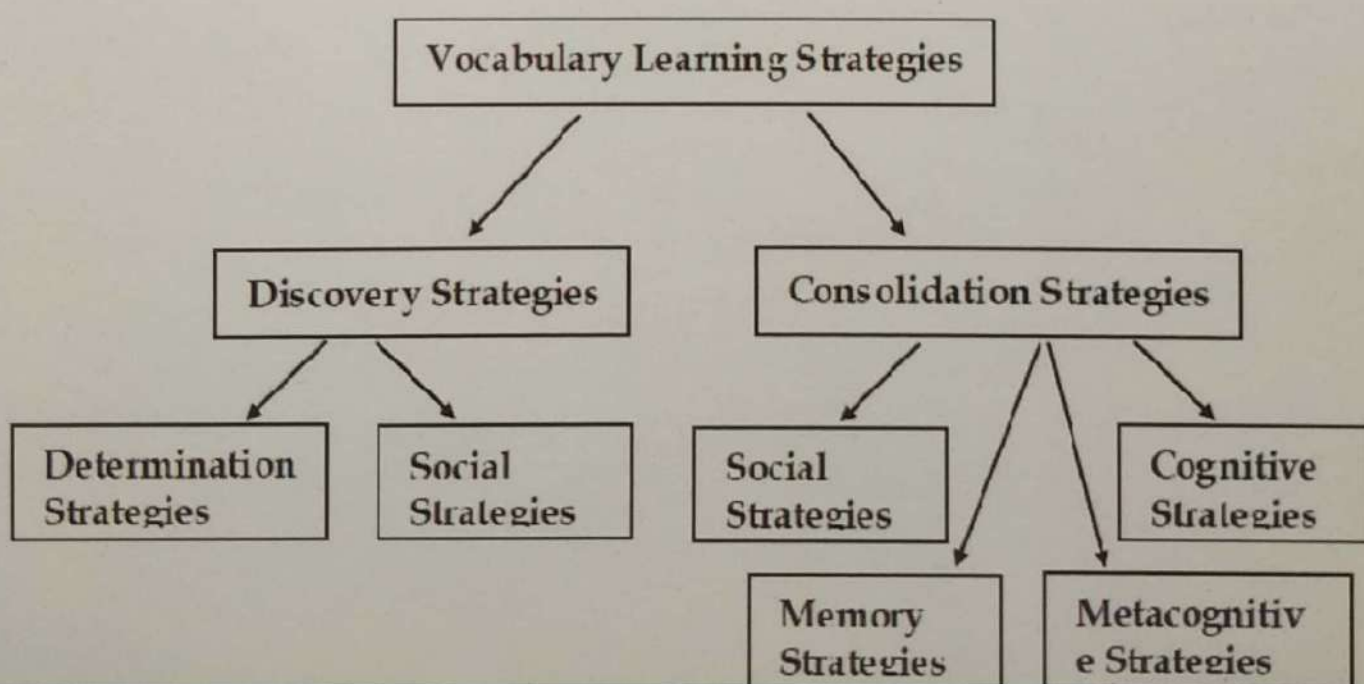 Vocabulary Learning Strategies
Discovery Strategies
Consolidation Strategies
Determination
Strategies
Social
Strategies
Social
Strategies
Cognitive
Strategies
Memory
Strategies
Metacognitiv
e Strategies